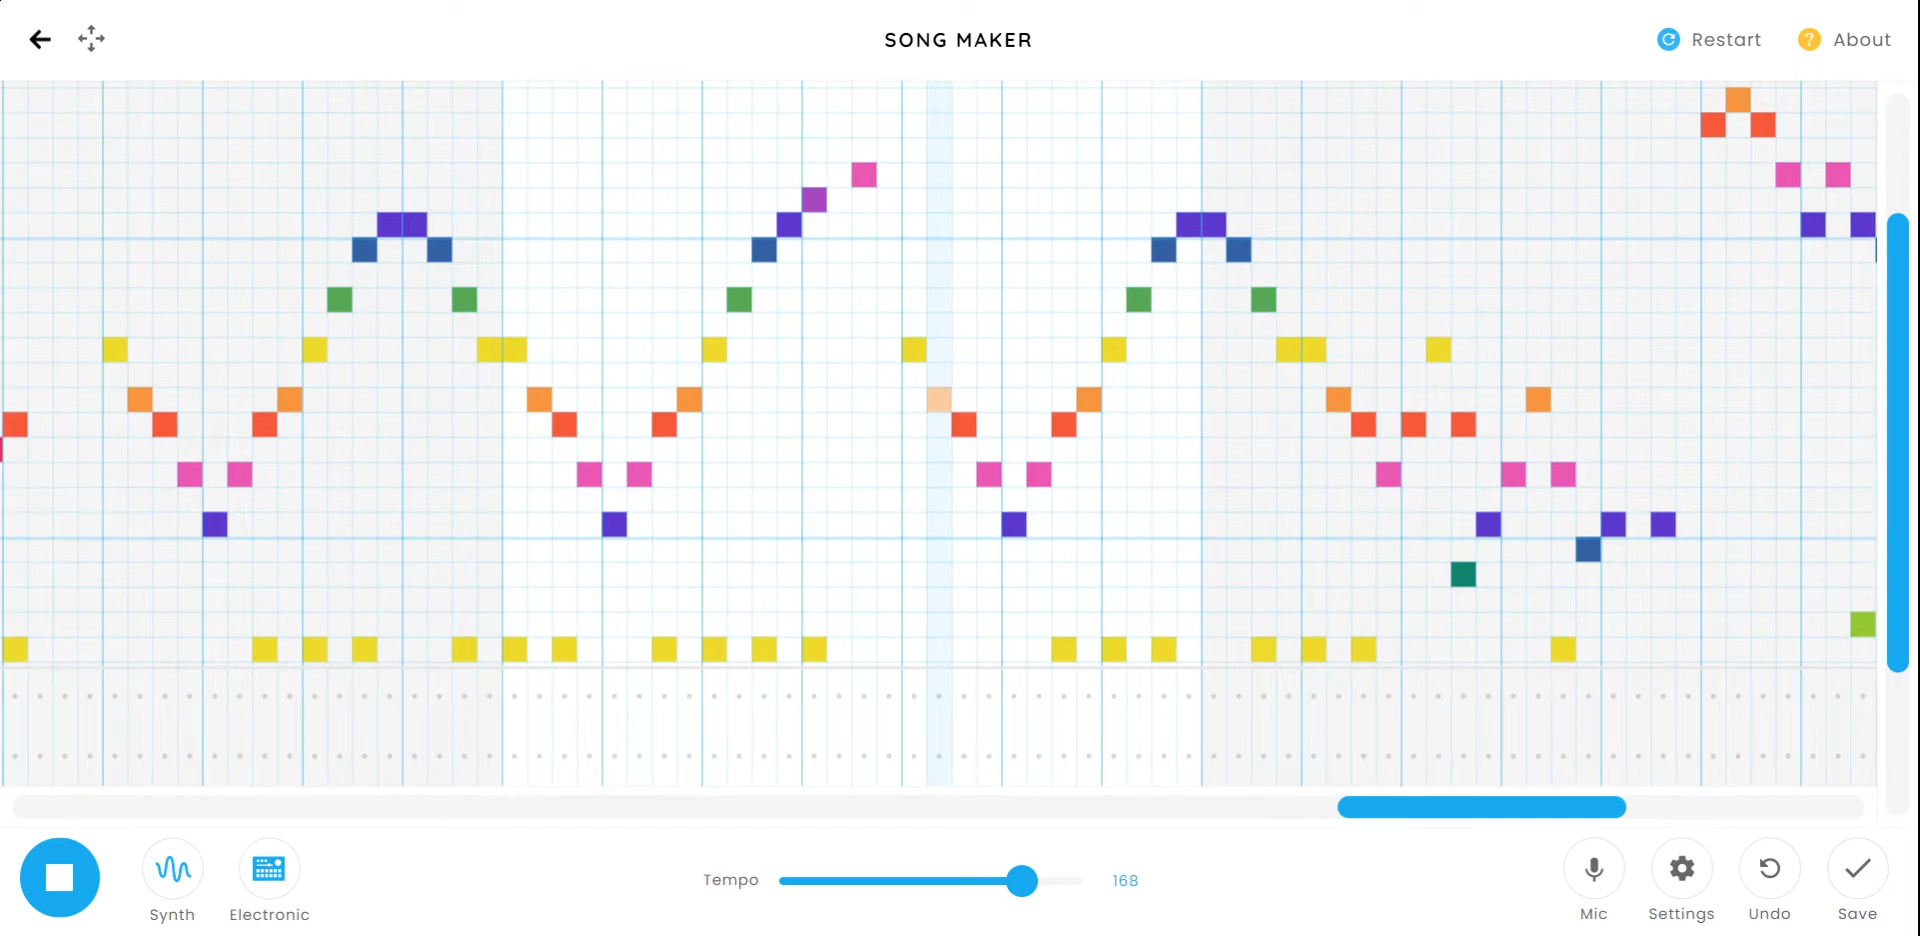 SONG MAKER
Restart
? About
Tempo
168
Synth
Electronic
Mic
Settings
Undo
Save